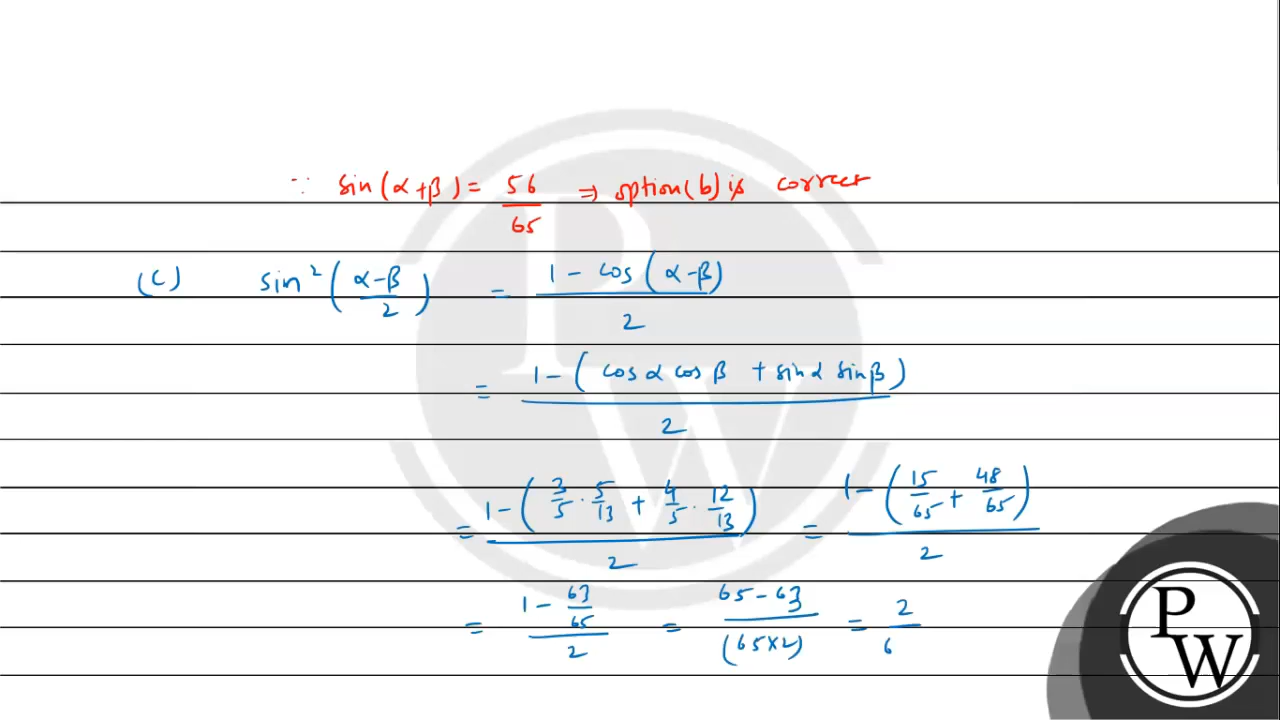 ∵ sin(α+β) = 56/65 ⇒ option(b) is correct
(c) sin²((α-β)/2) = (1 - cos(α-β))/2
= (1 - (cosα cosβ + sinα sinβ))/2
= (1 - (3/5 · 5/13 + 4/5 · 12/13))/2 = (1 - (15/65 + 48/65))/2
= (1 - 63/65)/2 = (65 - 63)/(65×2) = 2/6
PW